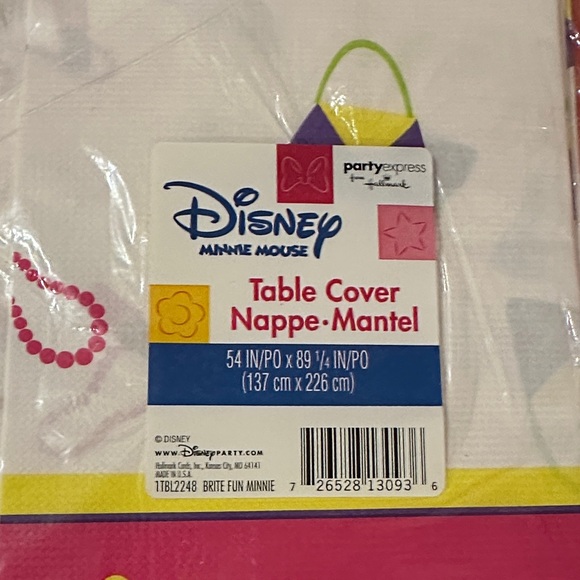 partyexpress
from Hallmark
DISNEY
MINNIE MOUSE
Table Cover
Nappe•Mantel
54 IN/PO x 89 1/4 IN/PO
(137 cm x 226 cm)
© DISNEY
WWW.DISNEYPARTY.COM
Hallmark Cards, Inc., Kansas City, MO 64141
MADE IN U.S.A.
1TBL2248 BRITE FUN MINNIE
7 26528 13093 6